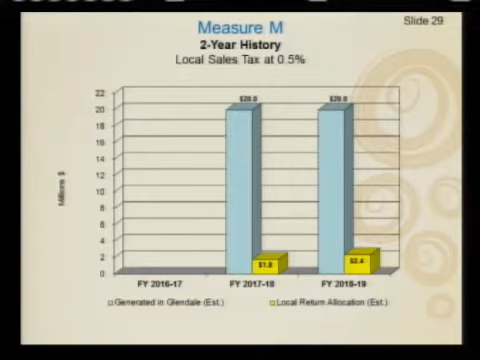 Slide 29
Measure M
2-Year History
Local Sales Tax at 0.5%
Millions $
22
20
18
16
14
12
10
8
6
4
2
0
$20.0
$20.0
$1.8
$2.4
FY 2016-17
FY 2017-18
FY 2018-19
Generated in Glendale (Est.)
Local Return Allocation (Est.)